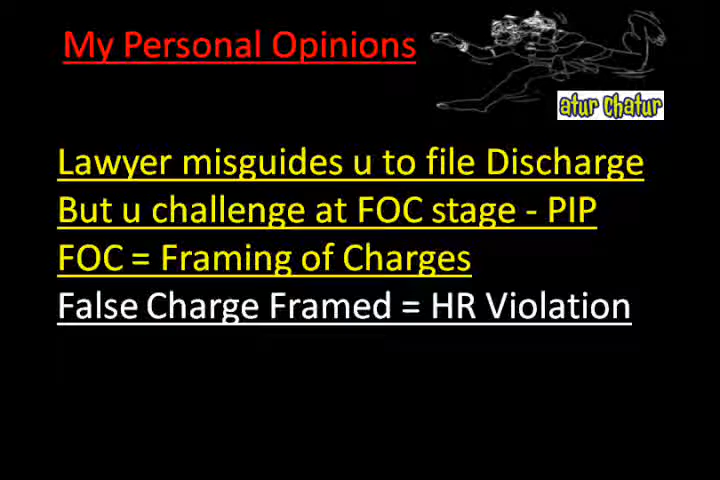 My Personal Opinions
atur chatur
Lawyer misguides u to file Discharge
But u challenge at FOC stage - PIP
FOC = Framing of Charges
False Charge Framed = HR Violation